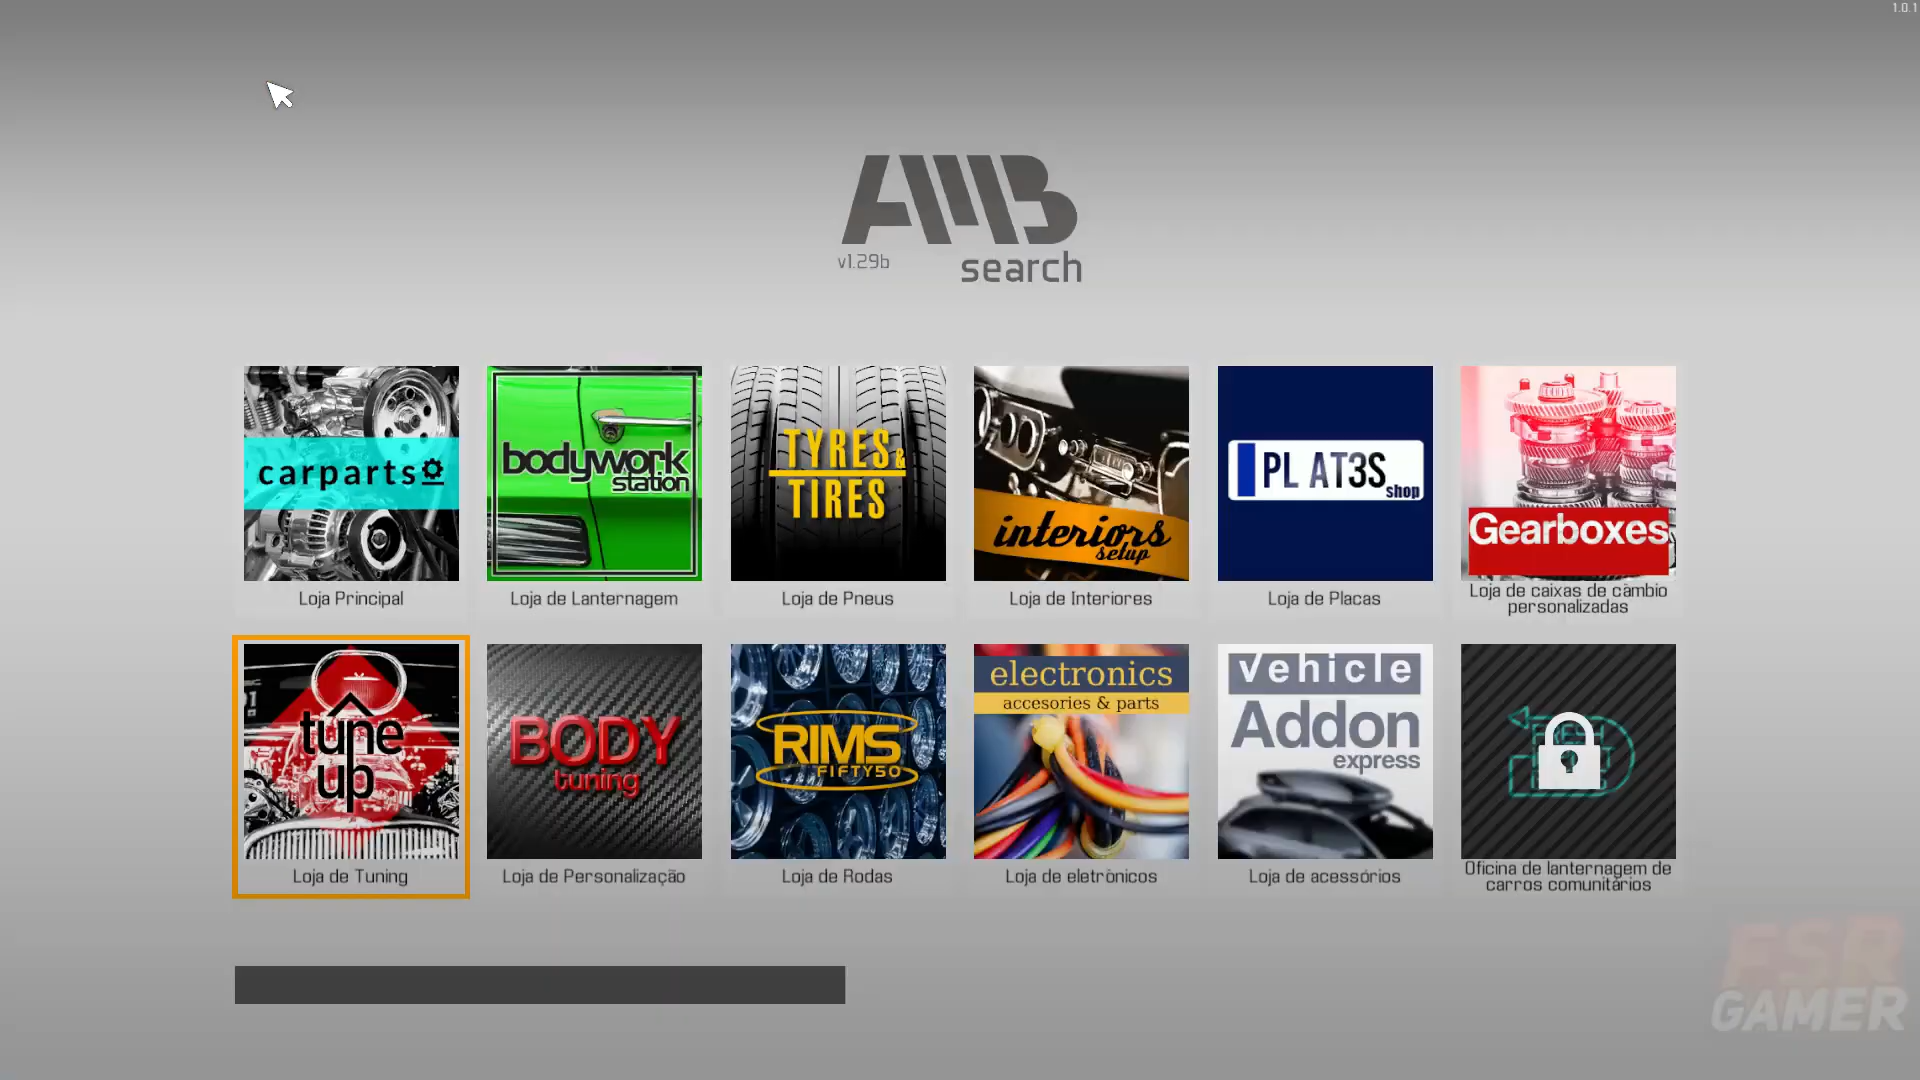 1.0.1
AMB
v1.29b
search
carparts
bodywork
station
TYRES &
TIRES
interiors
setup
PL AT3S
shop
Gearboxes
Loja Principal
Loja de Lanternagem
Loja de Pneus
Loja de Interiores
Loja de Placas
Loja de caixas de câmbio
personalizadas
tune
up
BODY
tuning
RIMS
FIFTY50
electronics
accesories & parts
vehicle
Addon
express
FRESH
Loja de Tuning
Loja de Personalização
Loja de Rodas
Loja de eletrônicos
Loja de acessórios
Oficina de lanternagem de
carros comunitários
FSR
GAMER